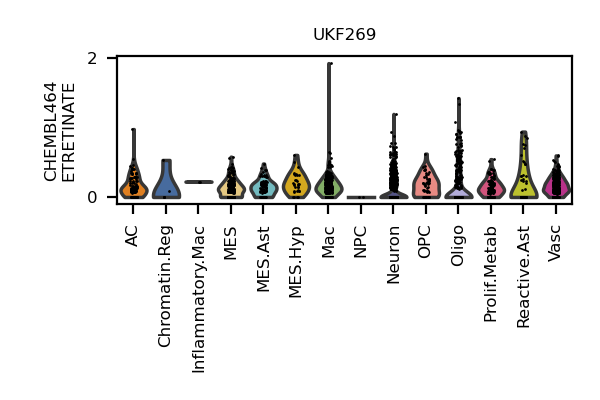 UKF269
CHEMBL464
ETRETINATE
2
0
AC
Chromatin.Reg
Inflammatory.Mac
MES
MES.Ast
MES.Hyp
Mac
NPC
Neuron
OPC
Oligo
Prolif.Metab
Reactive.Ast
Vasc